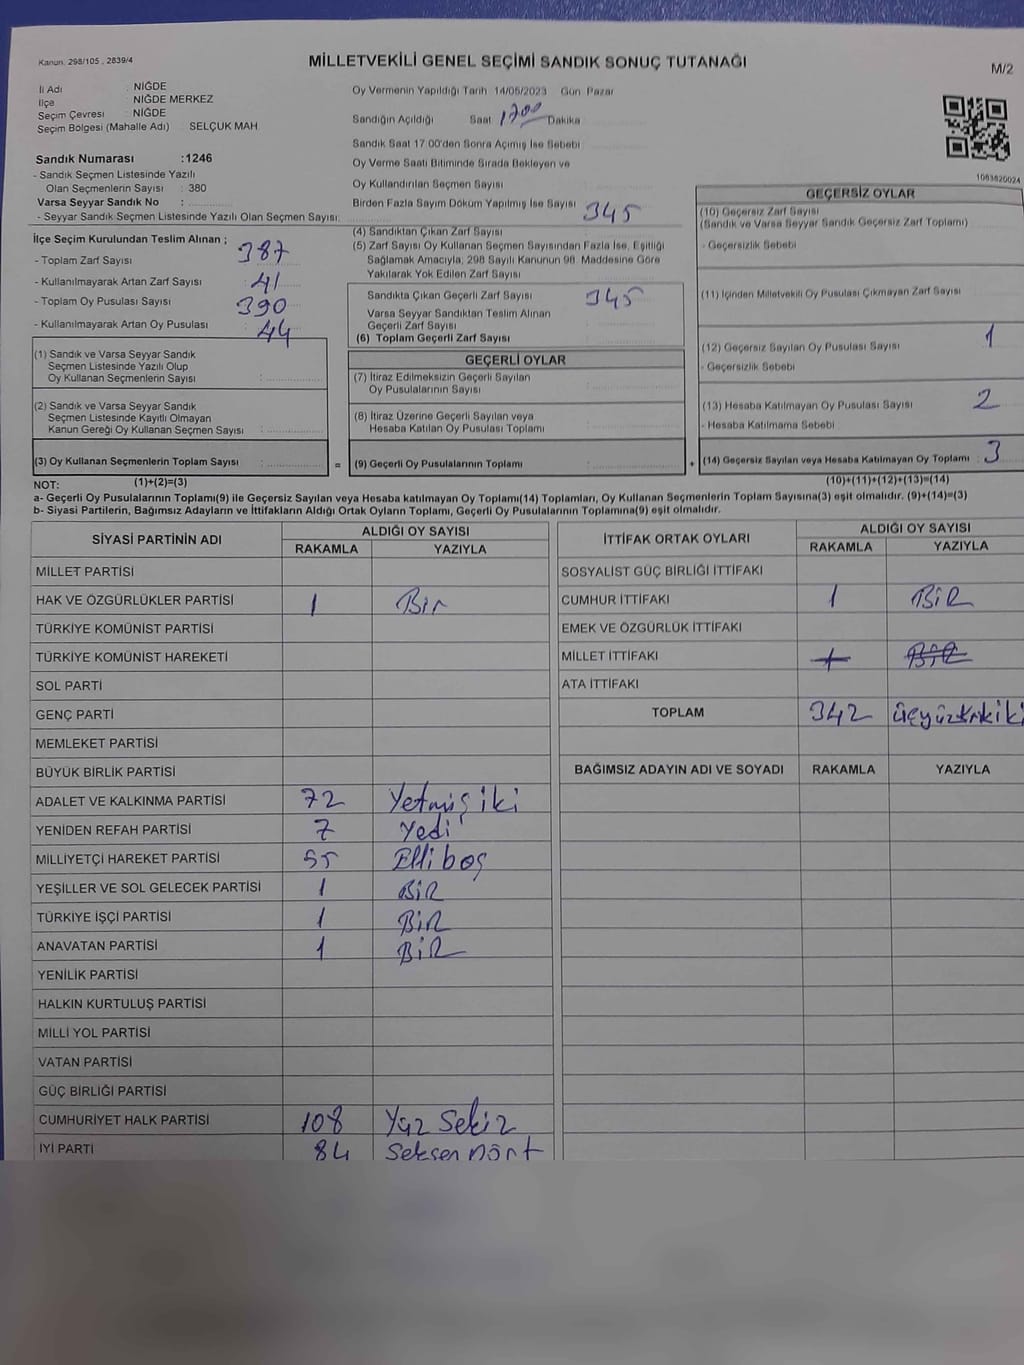 Kanun: 298/105 , 2839/4
MİLLETVEKİLİ GENEL SEÇİMİ SANDIK SONUÇ TUTANAĞI
M/2
İl Adı : NİĞDE
İlçe NİĞDE MERKEZ
Seçim Çevresi : NİĞDE
Seçim Bölgesi (Mahalle Adı) SELÇUK MAH
Sandık Numarası :1246
- Sandık Seçmen Listesinde Yazılı
Olan Seçmenlerin Sayısı : 380
Varsa Seyyar Sandık No :
- Seyyar Sandık Seçmen Listesinde Yazılı Olan Seçmen Sayısı:
İlçe Seçim Kurulundan Teslim Alınan ;
- Toplam Zarf Sayısı 387
- Kullanılmayarak Artan Zarf Sayısı 41
- Toplam Oy Pusulası Sayısı 390
- Kullanılmayarak Artan Oy Pusulası 44
(1) Sandık ve Varsa Seyyar Sandık
Seçmen Listesinde Yazılı Olup
Oy Kullanan Seçmenlerin Sayısı :
(2) Sandık ve Varsa Seyyar Sandık
Seçmen Listesinde Kayıtlı Olmayan
Kanun Gereği Oy Kullanan Seçmen Sayısı :
(3) Oy Kullanan Seçmenlerin Toplam Sayısı :
Oy Vermenin Yapıldığı Tarih 14/05/2023 Gün Pazar
Sandığın Açıldığı Saat 1700 Dakika
Sandık Saat 17.00'den Sonra Açımış İse Sebebi
Oy Verme Saati Bitiminde Sırada Bekleyen ve
Oy Kullandırılan Seçmen Sayısı
Birden Fazla Sayım Döküm Yapılmış İse Sayısı
(4) Sandıktan Çıkan Zarf Sayısı 345
(5) Zarf Sayısı Oy Kullanan Seçmen Sayısından Fazla İse, Eşitliği
Sağlamak Amacıyla, 298 Sayılı Kanunun 98. Maddesine Göre
Yakılarak Yok Edilen Zarf Sayısı
Sandıkta Çıkan Geçerli Zarf Sayısı 345
Varsa Seyyar Sandıktan Teslim Alınan
Geçerli Zarf Sayısı
(6) Toplam Geçerli Zarf Sayısı
GEÇERLİ OYLAR
(7) İtiraz Edilmeksizin Geçerli Sayılan
Oy Pusulalarının Sayısı
(8) İtiraz Üzerine Geçerli Sayılan veya
Hesaba Katılan Oy Pusulası Toplamı
= (9) Geçerli Oy Pusulalarının Toplamı
1083820024
GEÇERSİZ OYLAR
(10) Geçersiz Zarf Sayısı
(Sandık ve Varsa Seyyar Sandık Geçersiz Zarf Toplamı)
- Geçersizlik Sebebi
(11) İçinden Milletvekili Oy Pusulası Çıkmayan Zarf Sayısı
(12) Geçersiz Sayılan Oy Pusulası Sayısı 1
- Geçersizlik Sebebi
(13) Hesaba Katılmayan Oy Pusulası Sayısı 2
- Hesaba Katılmama Sebebi
+ (14) Geçersiz Sayılan veya Hesaba Katılmayan Oy Toplamı : 3
NOT: (1)+(2)=(3) (10)+(11)+(12)+(13)=(14)
a- Geçerli Oy Pusulalarının Toplamı(9) ile Geçersiz Sayılan veya Hesaba katılmayan Oy Toplamı(14) Toplamları, Oy Kullanan Seçmenlerin Toplam Sayısına(3) eşit olmalıdır. (9)+(14)=(3)
b- Siyasi Partilerin, Bağımsız Adayların ve İttifakların Aldığı Ortak Oyların Toplamı, Geçerli Oy Pusulalarının Toplamına(9) eşit olmalıdır.
SİYASİ PARTİNİN ADI ALDIĞI OY SAYISI
RAKAMLA YAZIYLA
MİLLET PARTİSİ
HAK VE ÖZGÜRLÜKLER PARTİSİ 1 Bir
TÜRKİYE KOMÜNİST PARTİSİ
TÜRKİYE KOMÜNİST HAREKETİ
SOL PARTİ
GENÇ PARTİ
MEMLEKET PARTİSİ
BÜYÜK BİRLİK PARTİSİ
ADALET VE KALKINMA PARTİSİ 72 Yetmiş iki
YENİDEN REFAH PARTİSİ 7 Yedi
MİLLİYETÇİ HAREKET PARTİSİ 55 Elli beş
YEŞİLLER VE SOL GELECEK PARTİSİ 1 BİR
TÜRKİYE İŞÇİ PARTİSİ 1 BİR
ANAVATAN PARTİSİ 1 BİR
YENİLİK PARTİSİ
HALKIN KURTULUŞ PARTİSİ
MİLLİ YOL PARTİSİ
VATAN PARTİSİ
GÜÇ BİRLİĞİ PARTİSİ
CUMHURİYET HALK PARTİSİ 108 Yüz Sekiz
İYİ PARTİ 84 Seksen Dört
İTTİFAK ORTAK OYLARI ALDIĞI OY SAYISI
RAKAMLA YAZIYLA
SOSYALİST GÜÇ BİRLİĞİ İTTİFAKI
CUMHUR İTTİFAKI 1 BİR
EMEK VE ÖZGÜRLÜK İTTİFAKI
MİLLET İTTİFAKI 1 BİR
ATA İTTİFAKI
TOPLAM 342 üçyüzkırkiki
BAĞIMSIZ ADAYIN ADI VE SOYADI RAKAMLA YAZIYLA